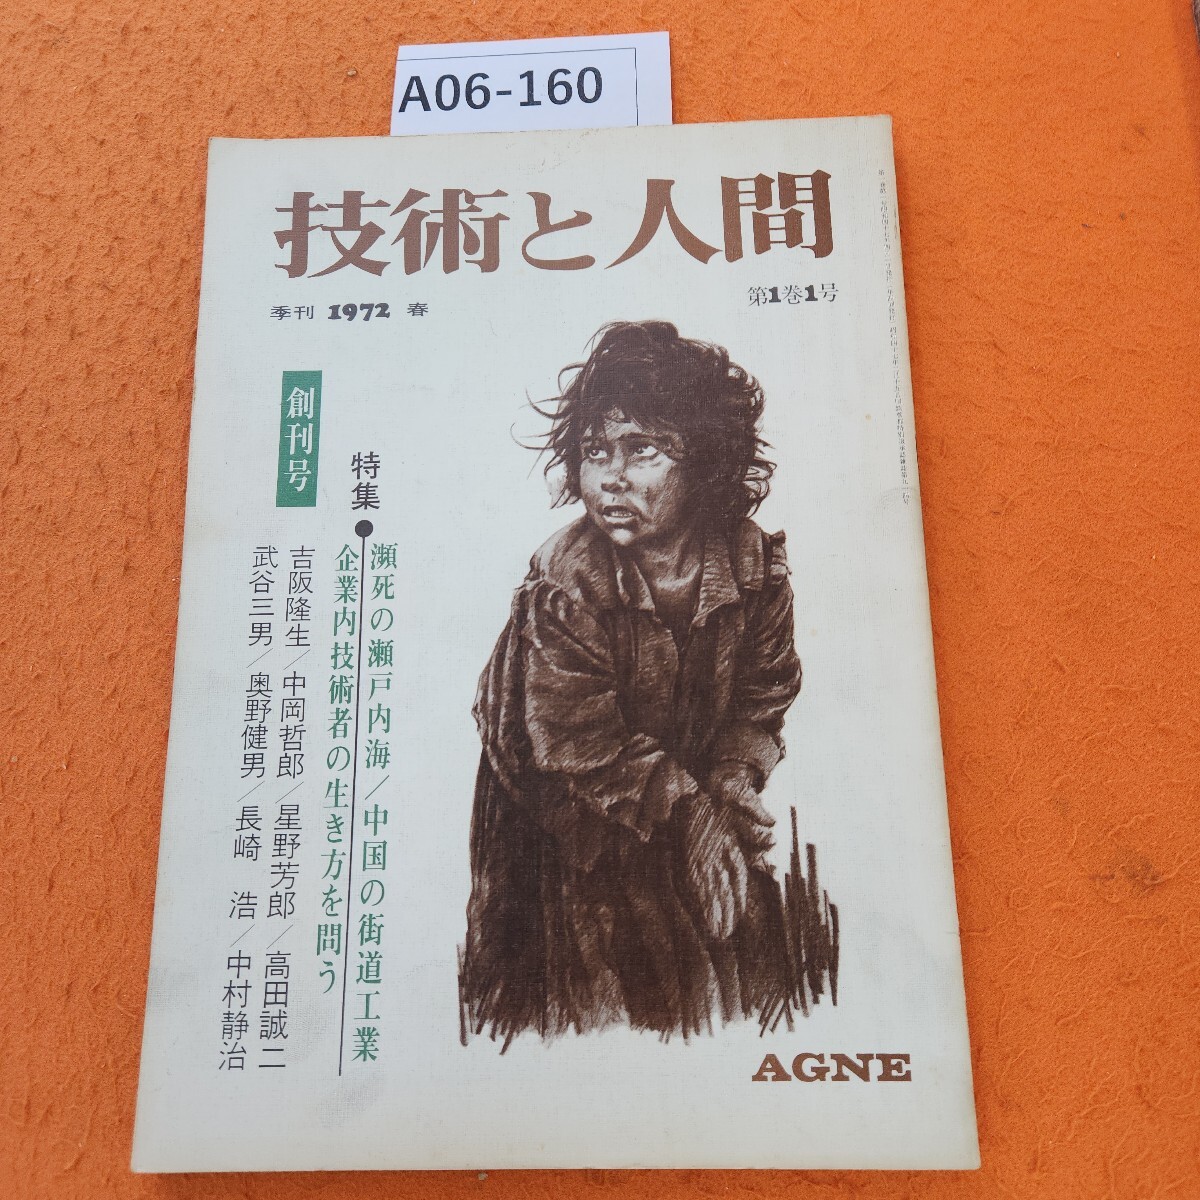 A06-160
技術と人間
季刊 1972 春
第1巻1号
創刊号
特集●
瀕死の瀬戸内海/中国の街道工業
企業内技術者の生き方を問う
吉阪隆生/中岡哲郎/星野芳郎/高田誠二
武谷三男/奥野健男/長崎 浩/中村静治
AGNE